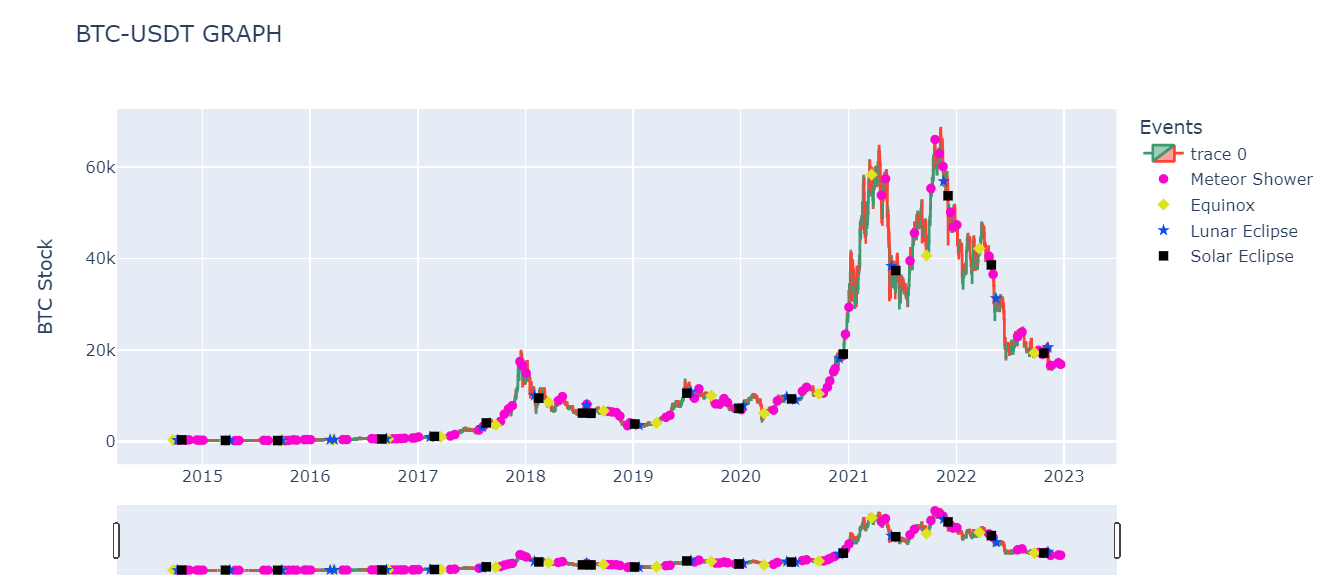 BTC-USDT GRAPH
Events
trace 0
Meteor Shower
Equinox
Lunar Eclipse
Solar Eclipse
BTC Stock
60k
40k
20k
0
2015 2016 2017 2018 2019 2020 2021 2022 2023